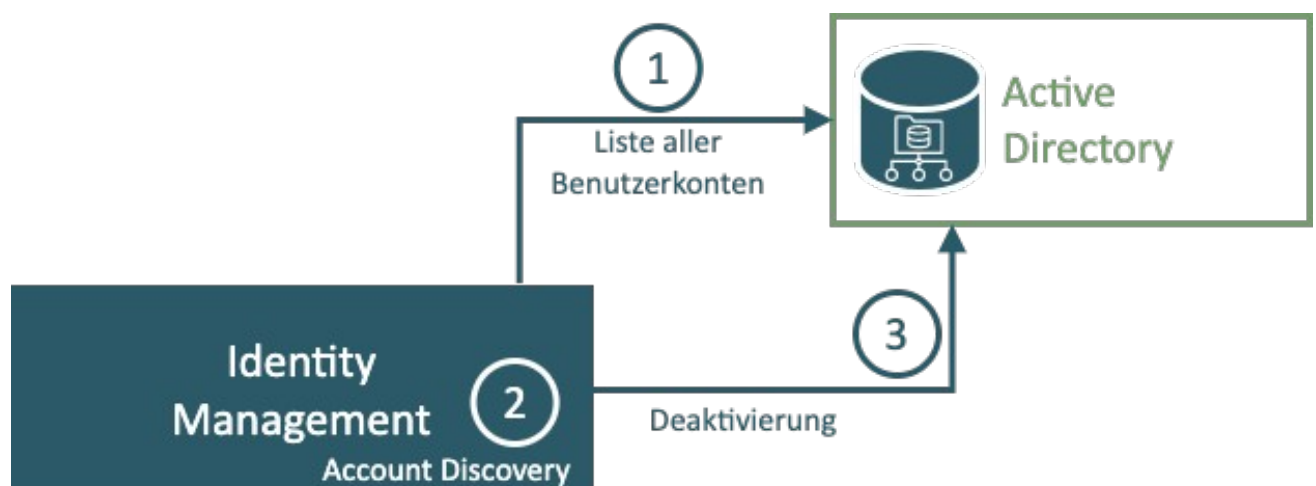 1
Liste aller
Benutzerkonten
Active
Directory
3
Identity
Management
2
Account Discovery
Deaktivierung